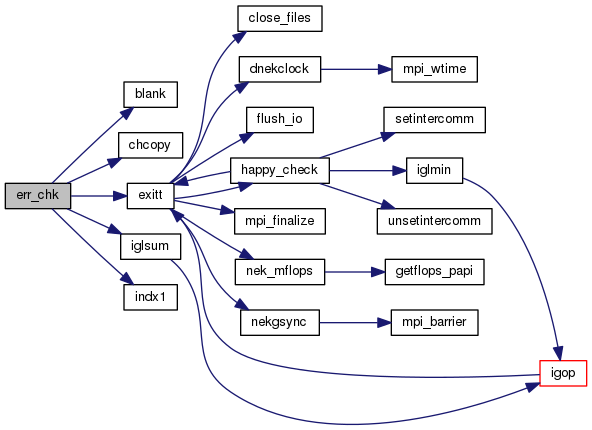 close_files
dnekclock
mpi_wtime
blank
flush_io
setintercomm
chcopy
happy_check
iglmin
err_chk
exitt
mpi_finalize
unsetintercomm
iglsum
nek_mflops
getflops_papi
indx1
nekgsync
mpi_barrier
igop